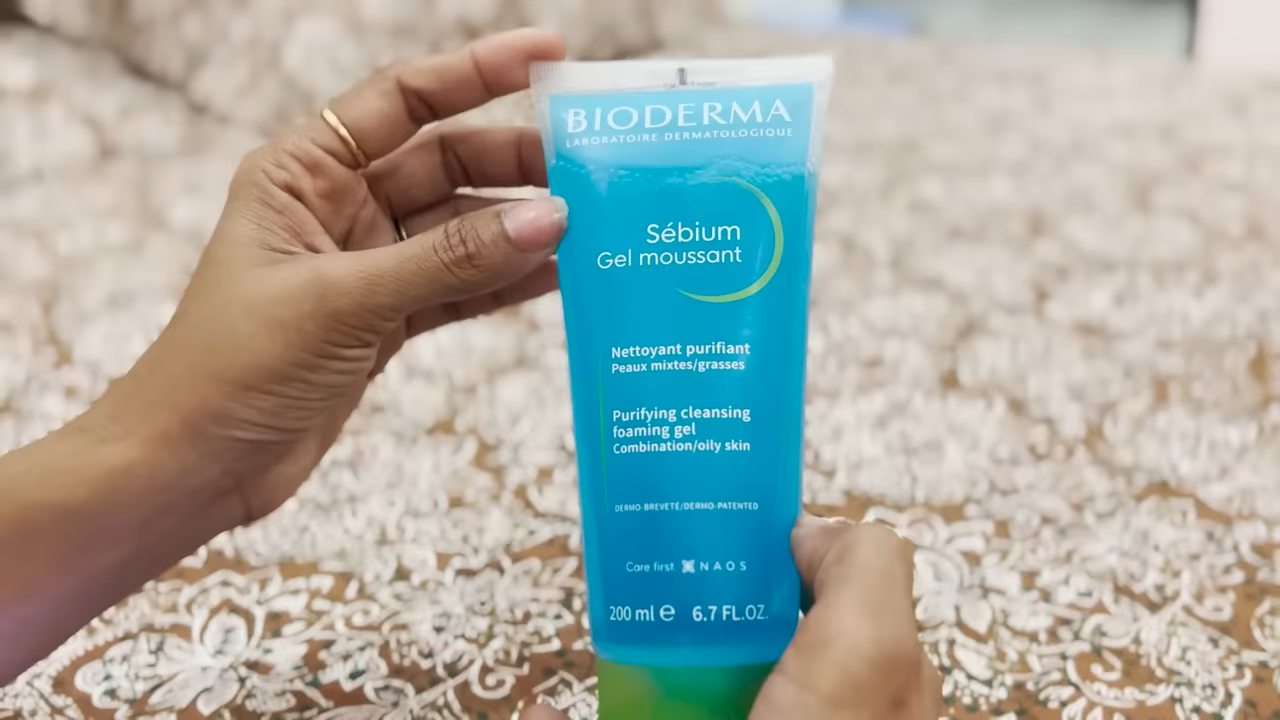 BIODERMA
LABORATOIRE DERMATOLOGIQUE
Sébium
Gel moussant
Nettoyant purifiant
Peaux mixtes/grasses
Purifying cleansing
foaming gel
Combination/oily skin
DERMO-BREVETÉ/DERMO-PATENTED
Care first. NAOS
200 ml ℮ 6.7 FL.OZ.